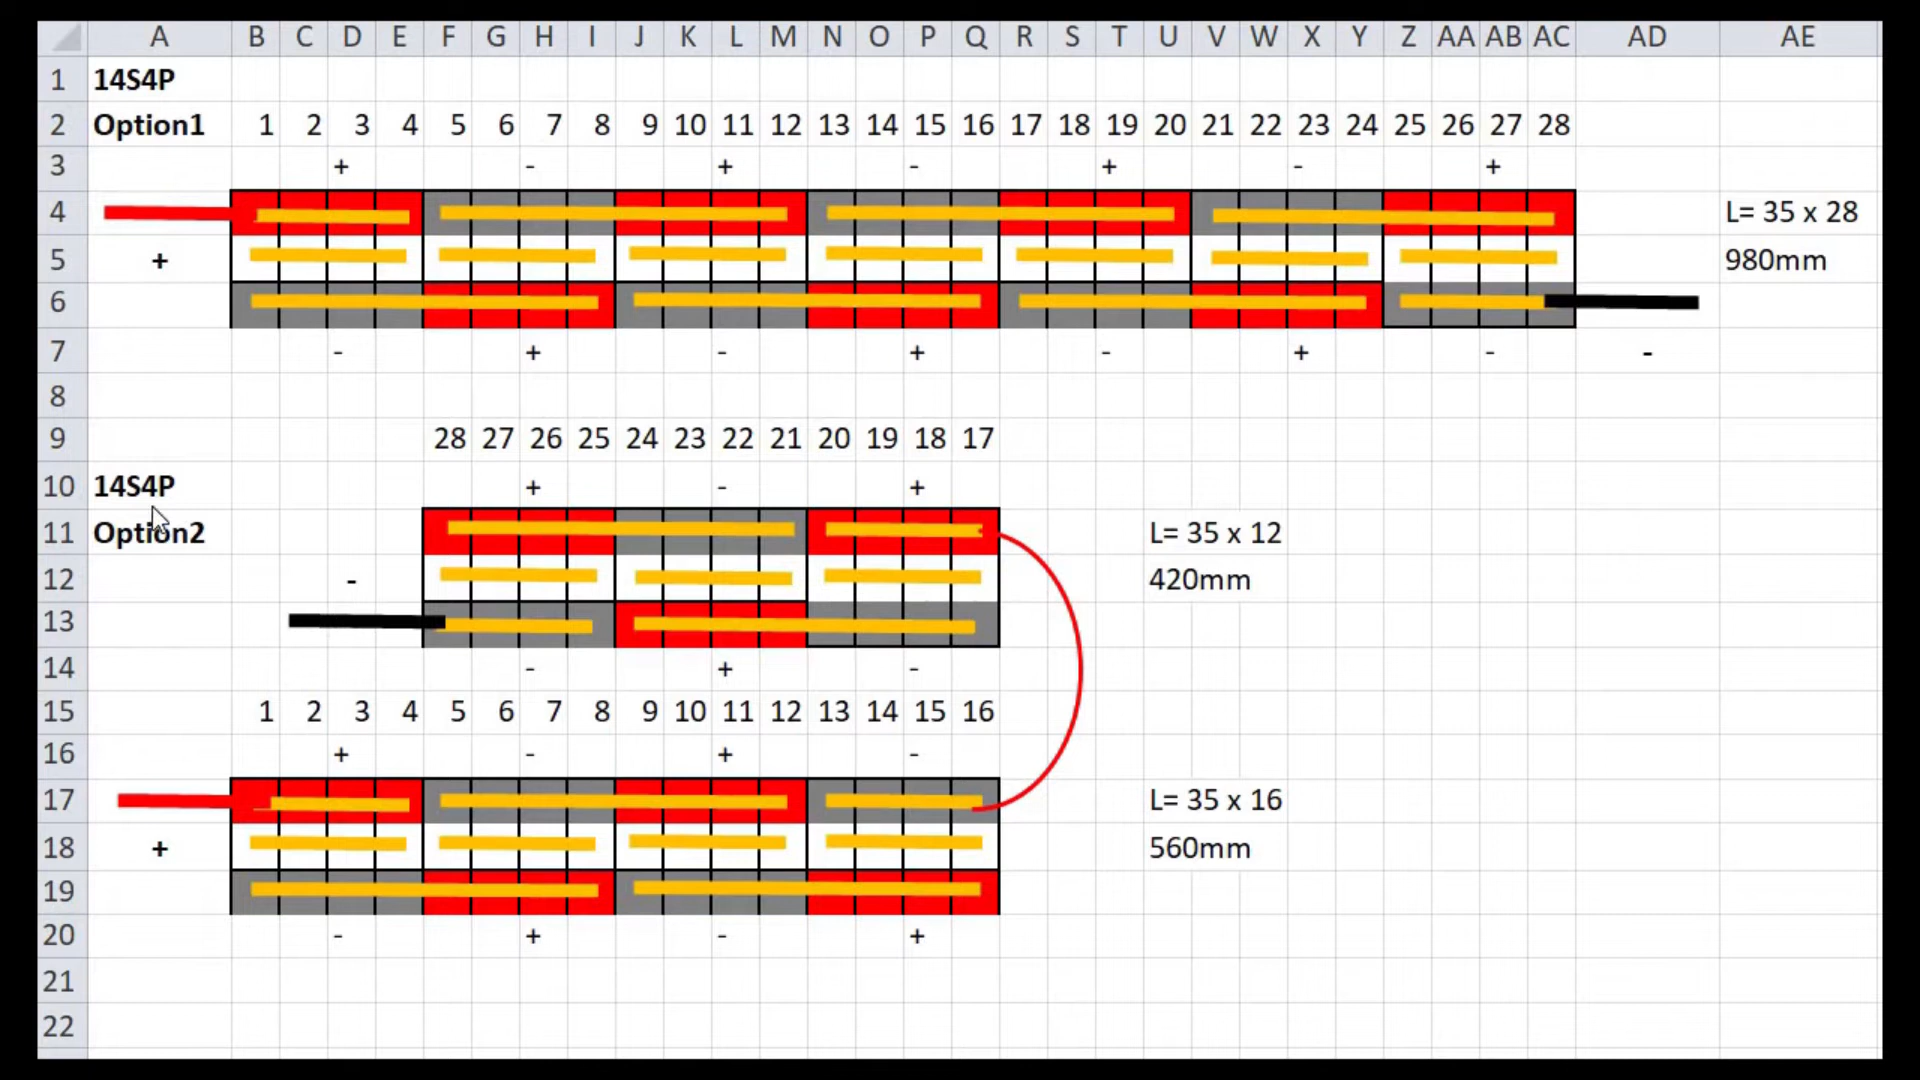 A B C D E F G H I J K L M N O P Q R S T U V W X Y Z AA AB AC AD AE
1 14S4P
2 Option1 1 2 3 4 5 6 7 8 9 10 11 12 13 14 15 16 17 18 19 20 21 22 23 24 25 26 27 28
3 + - + - + - +
4 L= 35 x 28
5 + 980mm
6
7 - + - + - + - -
8
9 28 27 26 25 24 23 22 21 20 19 18 17
10 14S4P + - +
11 Option2 L= 35 x 12
12 - 420mm
13
14 - + -
15 1 2 3 4 5 6 7 8 9 10 11 12 13 14 15 16
16 + - + -
17 L= 35 x 16
18 + 560mm
19
20 - + - +
21
22